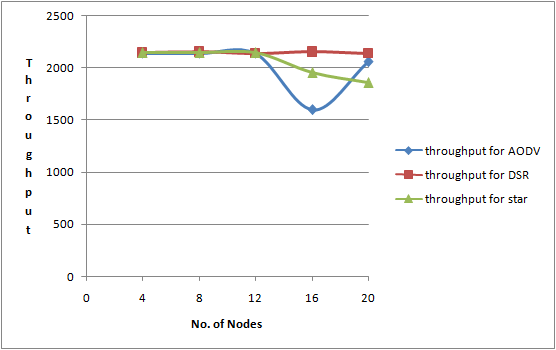 2500
2000
1500
1000
500
0
Throughput
0 4 8 12 16 20
No. of Nodes
throughput for AODV
throughput for DSR
throughput for star